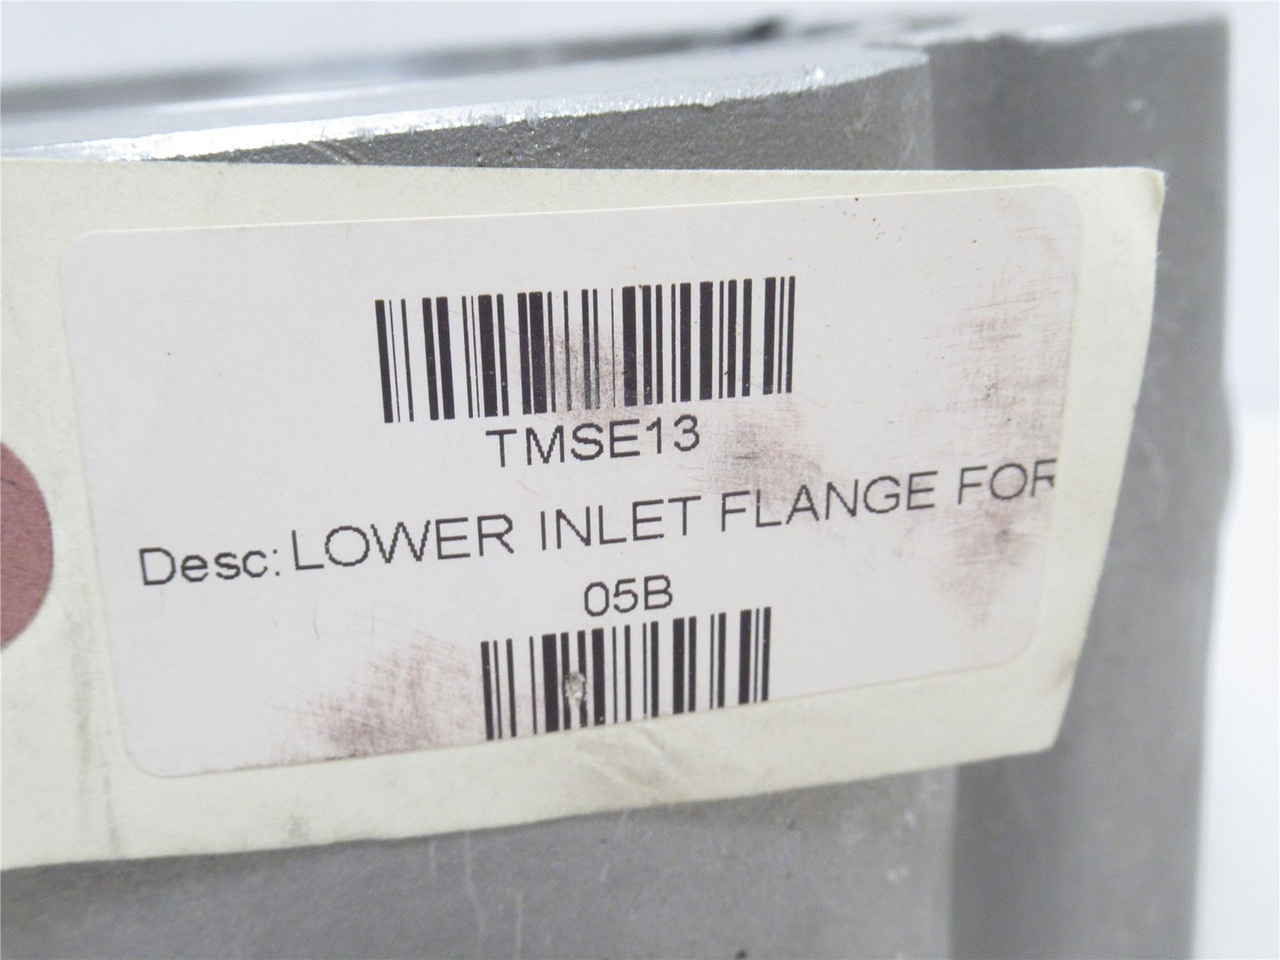 TMSE13
Desc: LOWER INLET FLANGE FOR
05B